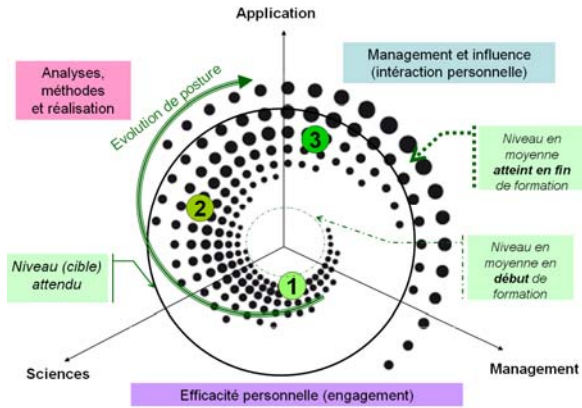 Application
Management et influence
(intéraction personnelle)
Analyses,
méthodes
et réalisation
Evolution de posture
3
Niveau en
moyenne
atteint en fin
de formation
2
Niveau (cible)
attendu
Niveau en
moyenne en
début de
formation
1
Sciences
Management
Efficacité personnelle (engagement)